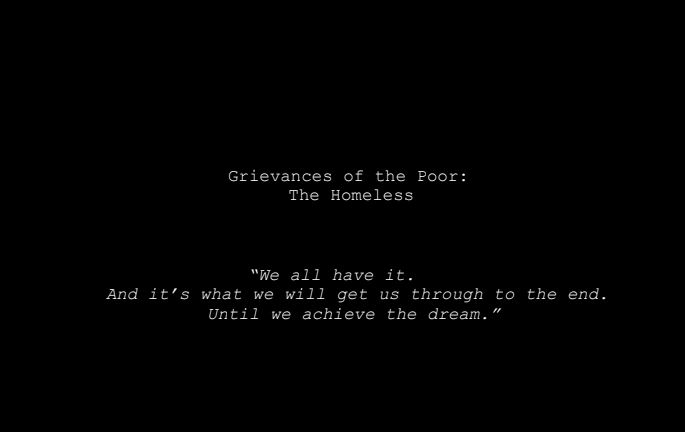 Grievances of the Poor:
The Homeless
“We all have it.
And it’s what we will get us through to the end.
Until we achieve the dream.”